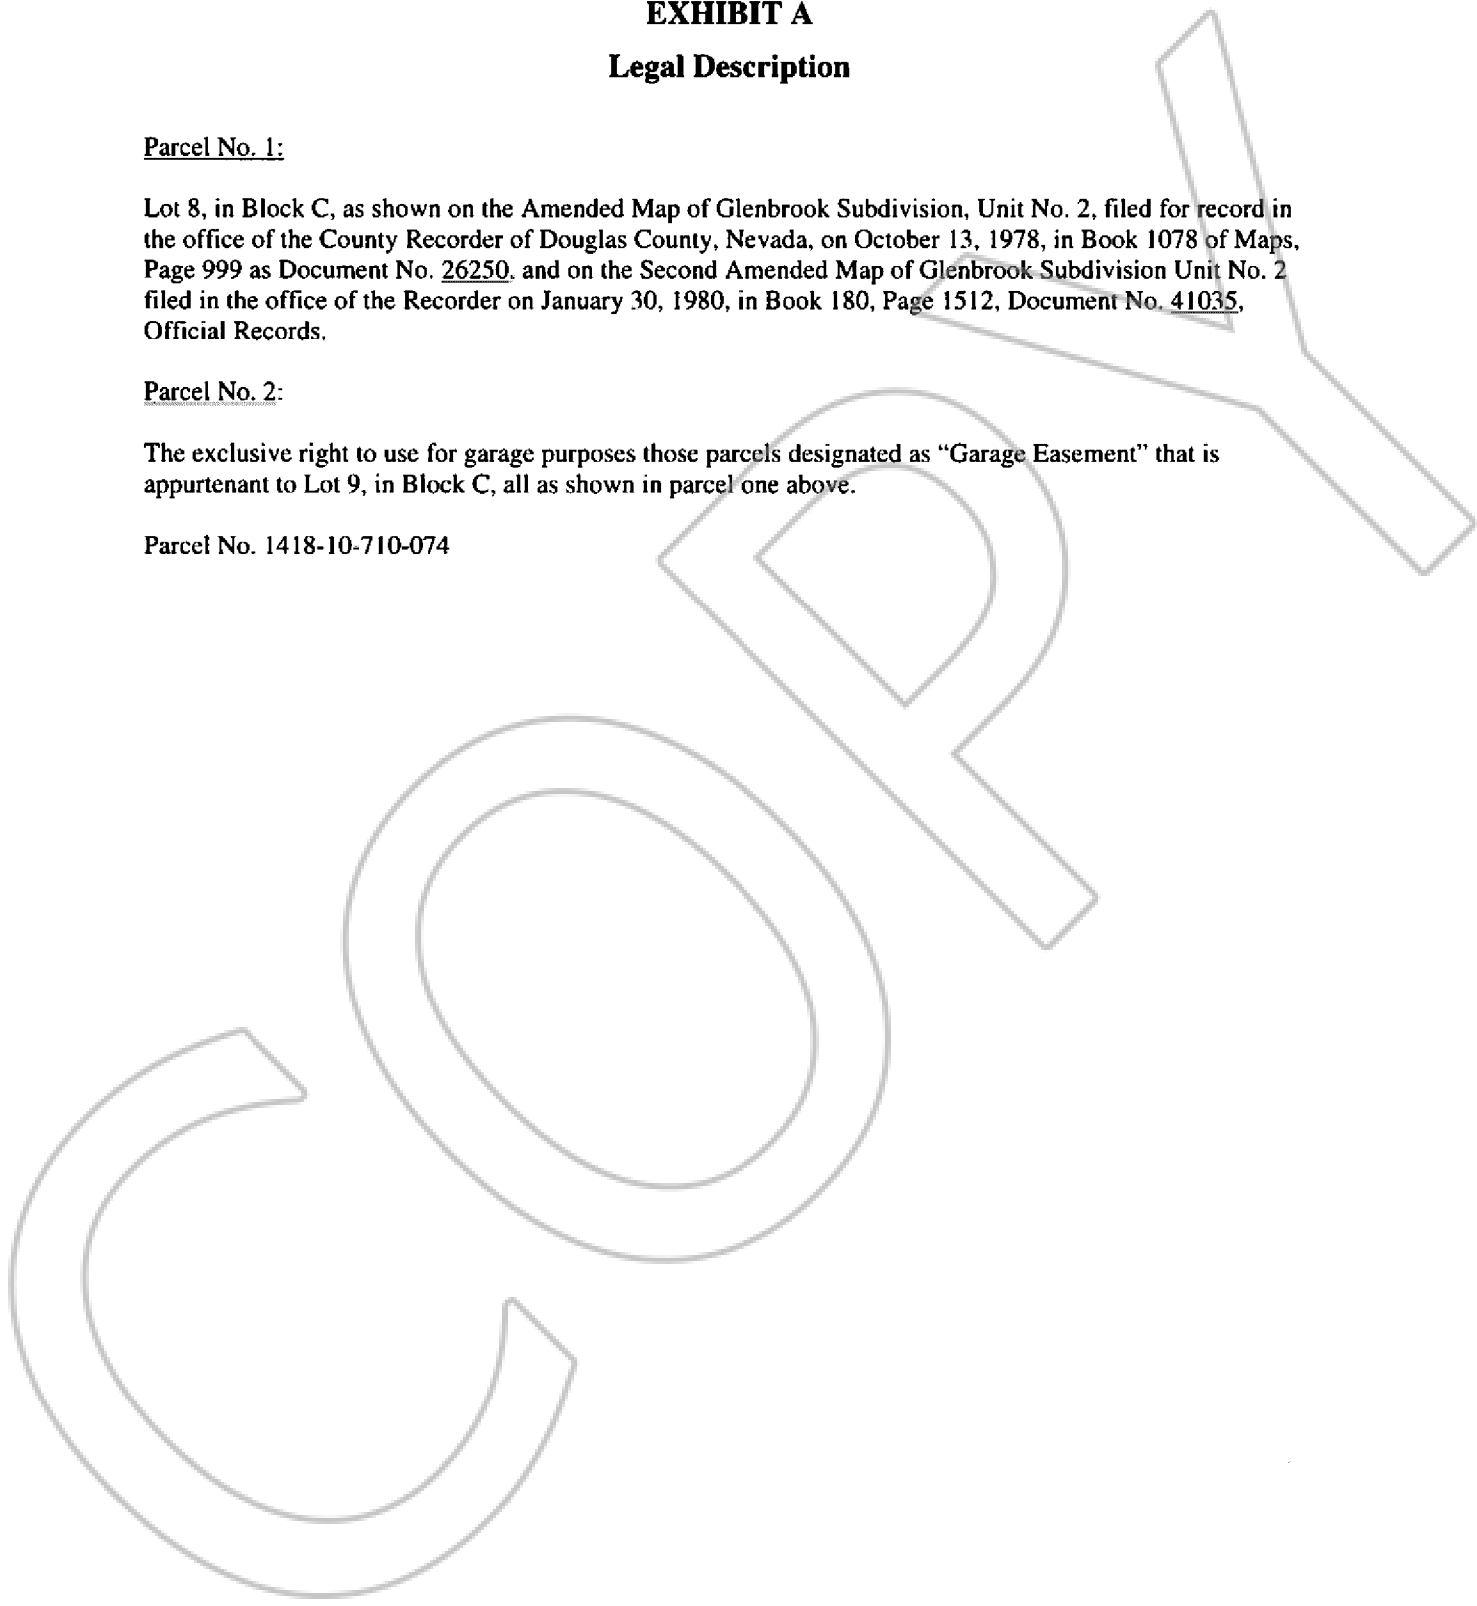 EXHIBIT A
Legal Description
Parcel No. 1:
Lot 8, in Block C, as shown on the Amended Map of Glenbrook Subdivision, Unit No. 2, filed for record in
the office of the County Recorder of Douglas County, Nevada, on October 13, 1978, in Book 1078 of Maps,
Page 999 as Document No. 26250, and on the Second Amended Map of Glenbrook Subdivision Unit No. 2
filed in the office of the Recorder on January 30, 1980, in Book 180, Page 1512, Document No. 41035,
Official Records.
Parcel No. 2:
The exclusive right to use for garage purposes those parcels designated as “Garage Easement” that is
appurtenant to Lot 9, in Block C, all as shown in parcel one above.
Parcel No. 1418-10-710-074
COPY